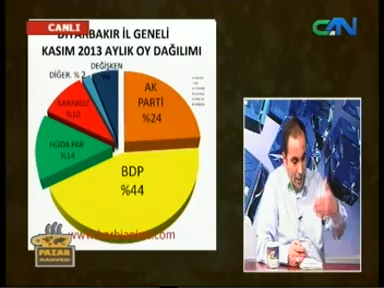 CANLI
CAN
DİYARBAKIR İL GENELİ
KASIM 2013 AYLIK OY DAĞILIMI
DEĞİŞKEN
DİĞER. % 2
AK
PARTİ
%24
KARARSIZ
%10
HÜDA PAR
%14
BDP
%44
PAZAR
KAHVESİ